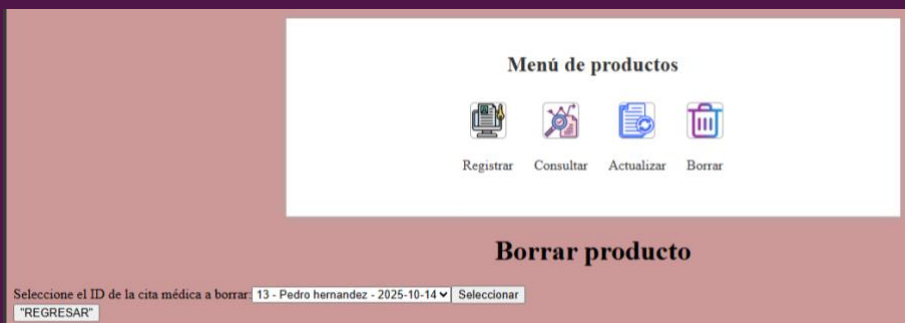 Menú de productos
Registrar Consultar Actualizar Borrar
Borrar producto
Seleccione el ID de la cita médica a borrar: 13 - Pedro hernandez - 2025-10-14 Seleccionar
"REGRESAR"